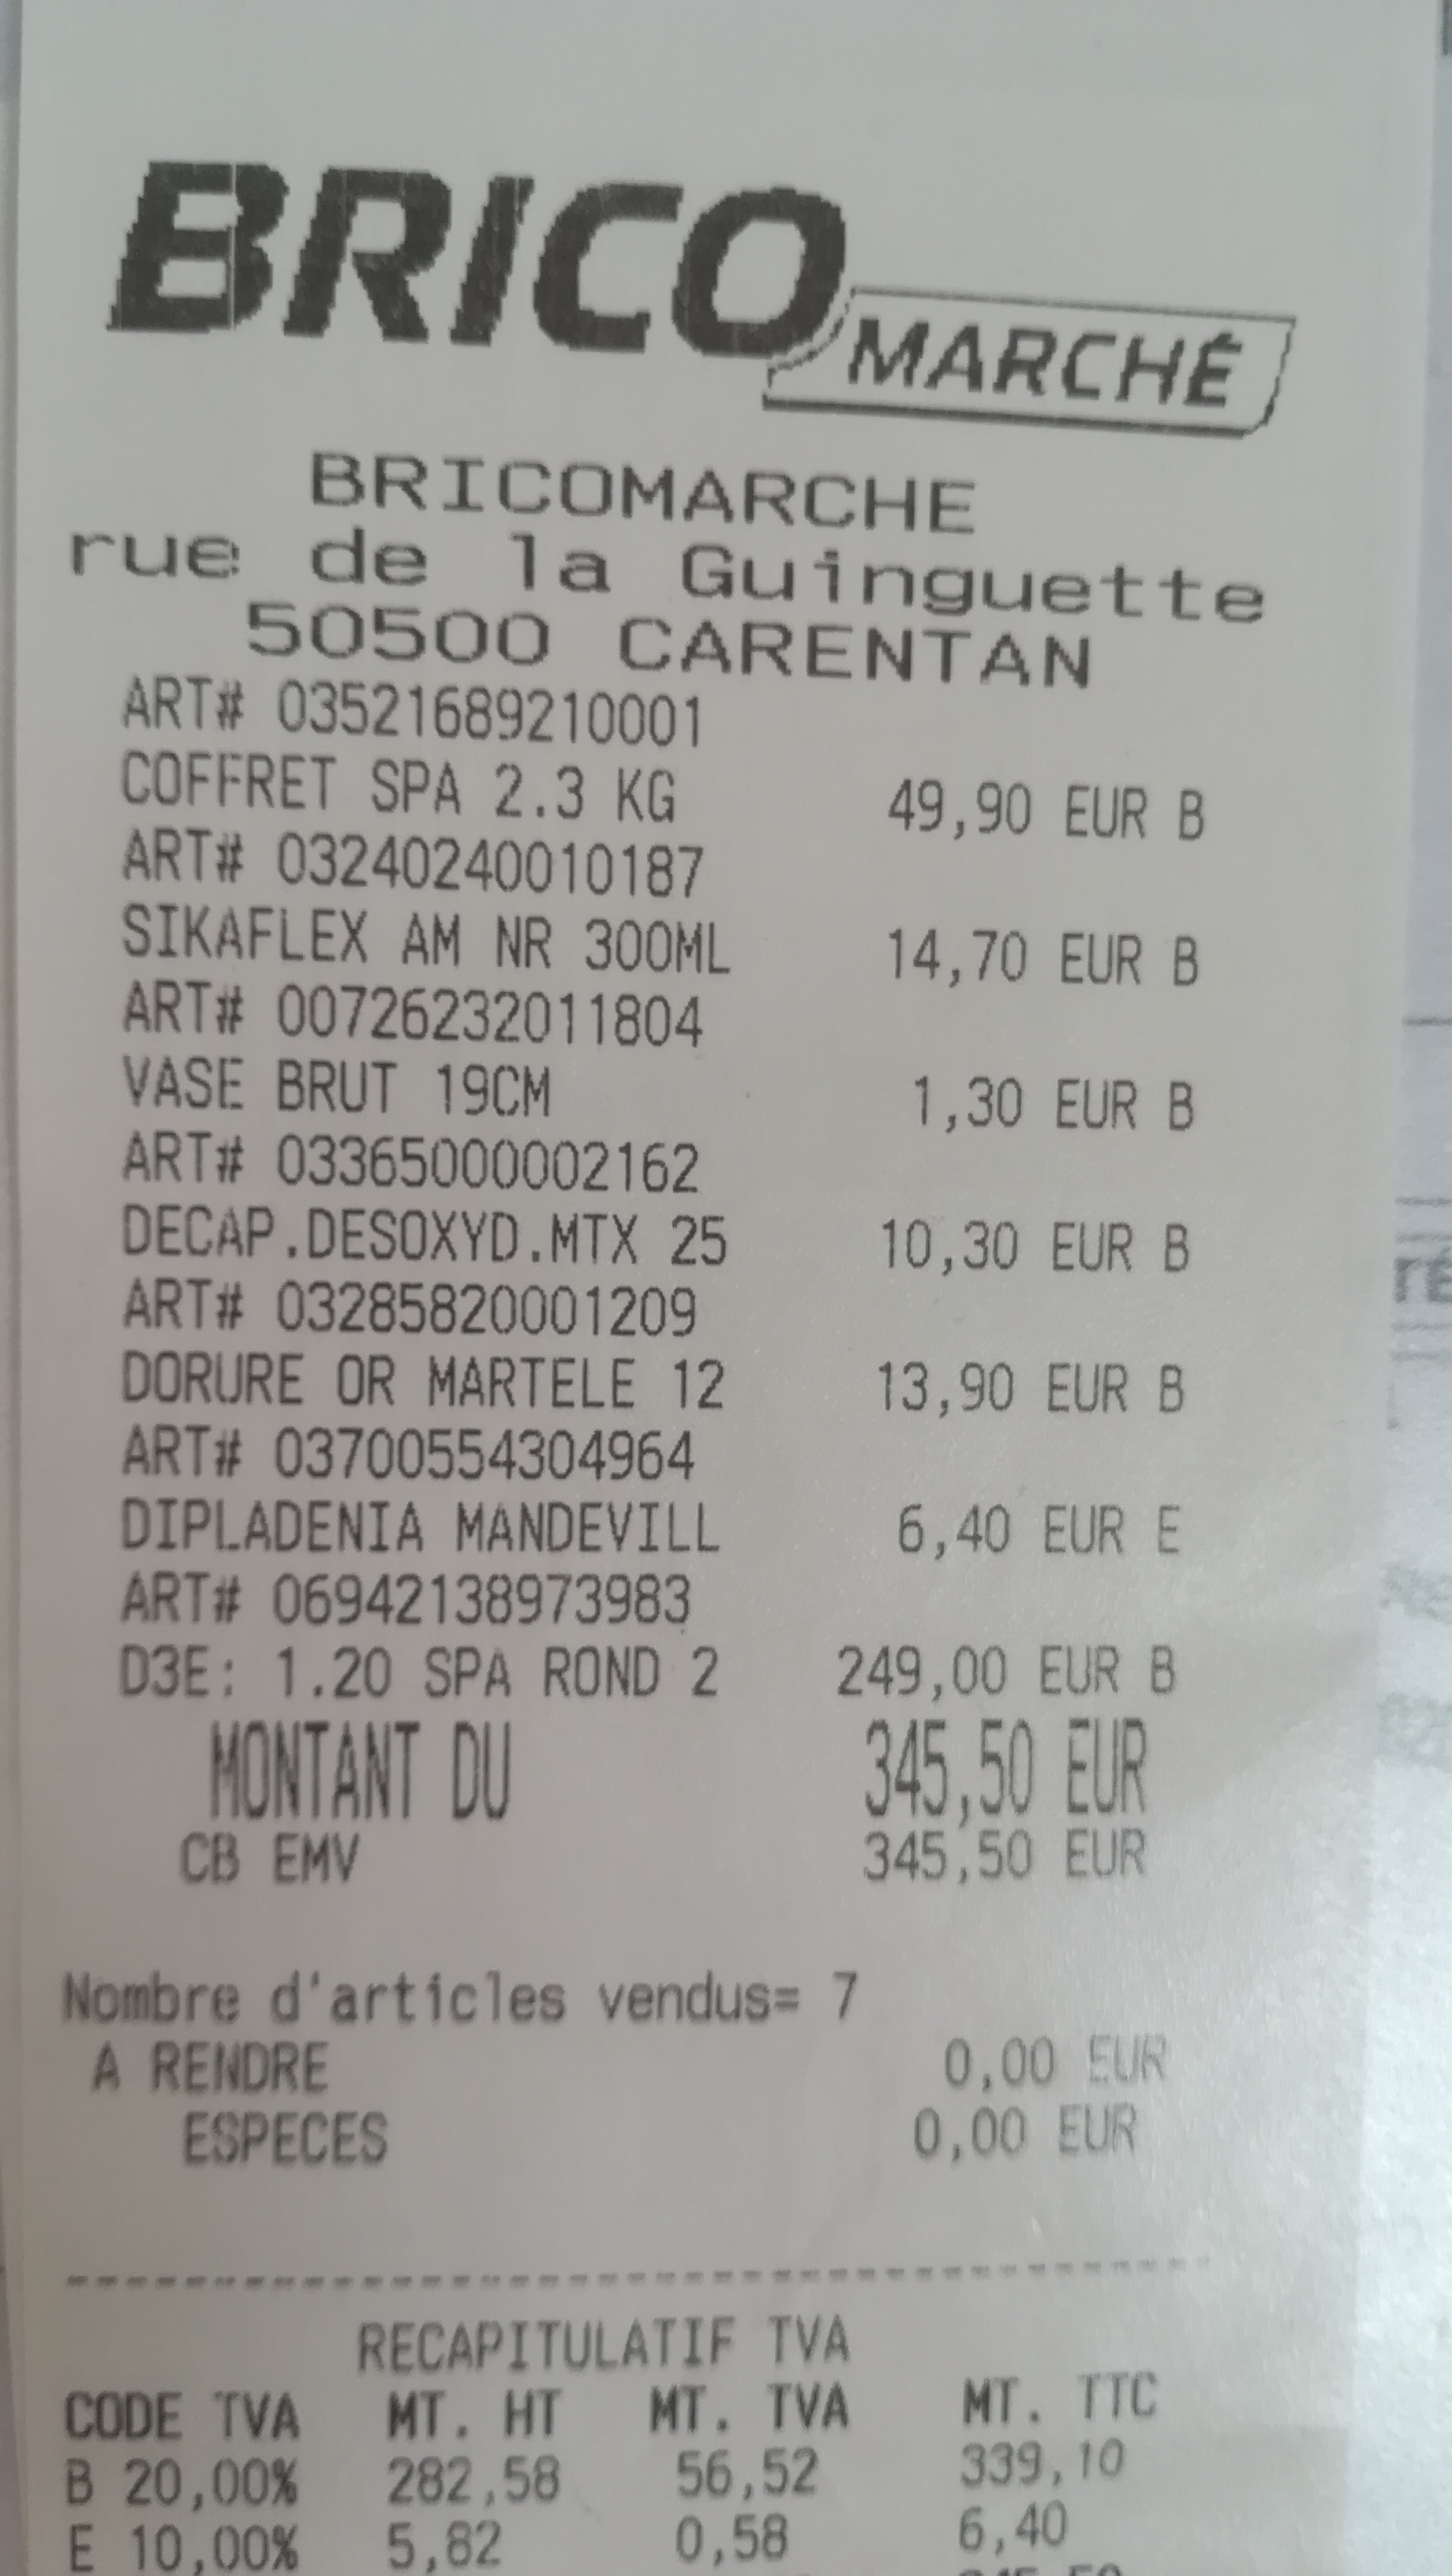 BRICO
MARCHÉ
BRICOMARCHE
rue de la Guinguette
50500 CARENTAN
ART# 03521689210001
COFFRET SPA 2.3 KG 49,90 EUR B
ART# 03240240010187
SIKAFLEX AM NR 300ML 14,70 EUR B
ART# 00726232011804
VASE BRUT 19CM 1,30 EUR B
ART# 03365000002162
DECAP.DESOXYD.MTX 25 10,30 EUR B
ART# 03285820001209
DORURE OR MARTELE 12 13,90 EUR B
ART# 03700554304964
DIPLADENIA MANDEVILL 6,40 EUR E
ART# 06942138973983
D3E: 1.20 SPA ROND 2 249,00 EUR B
MONTANT DU 345,50 EUR
CB EMV 345,50 EUR
Nombre d'articles vendus= 7
A RENDRE 0,00 EUR
ESPECES 0,00 EUR
RECAPITULATIF TVA
CODE TVA MT. HT MT. TVA MT. TTC
B 20,00% 282,58 56,52 339,10
E 10,00% 5,82 0,58 6,40